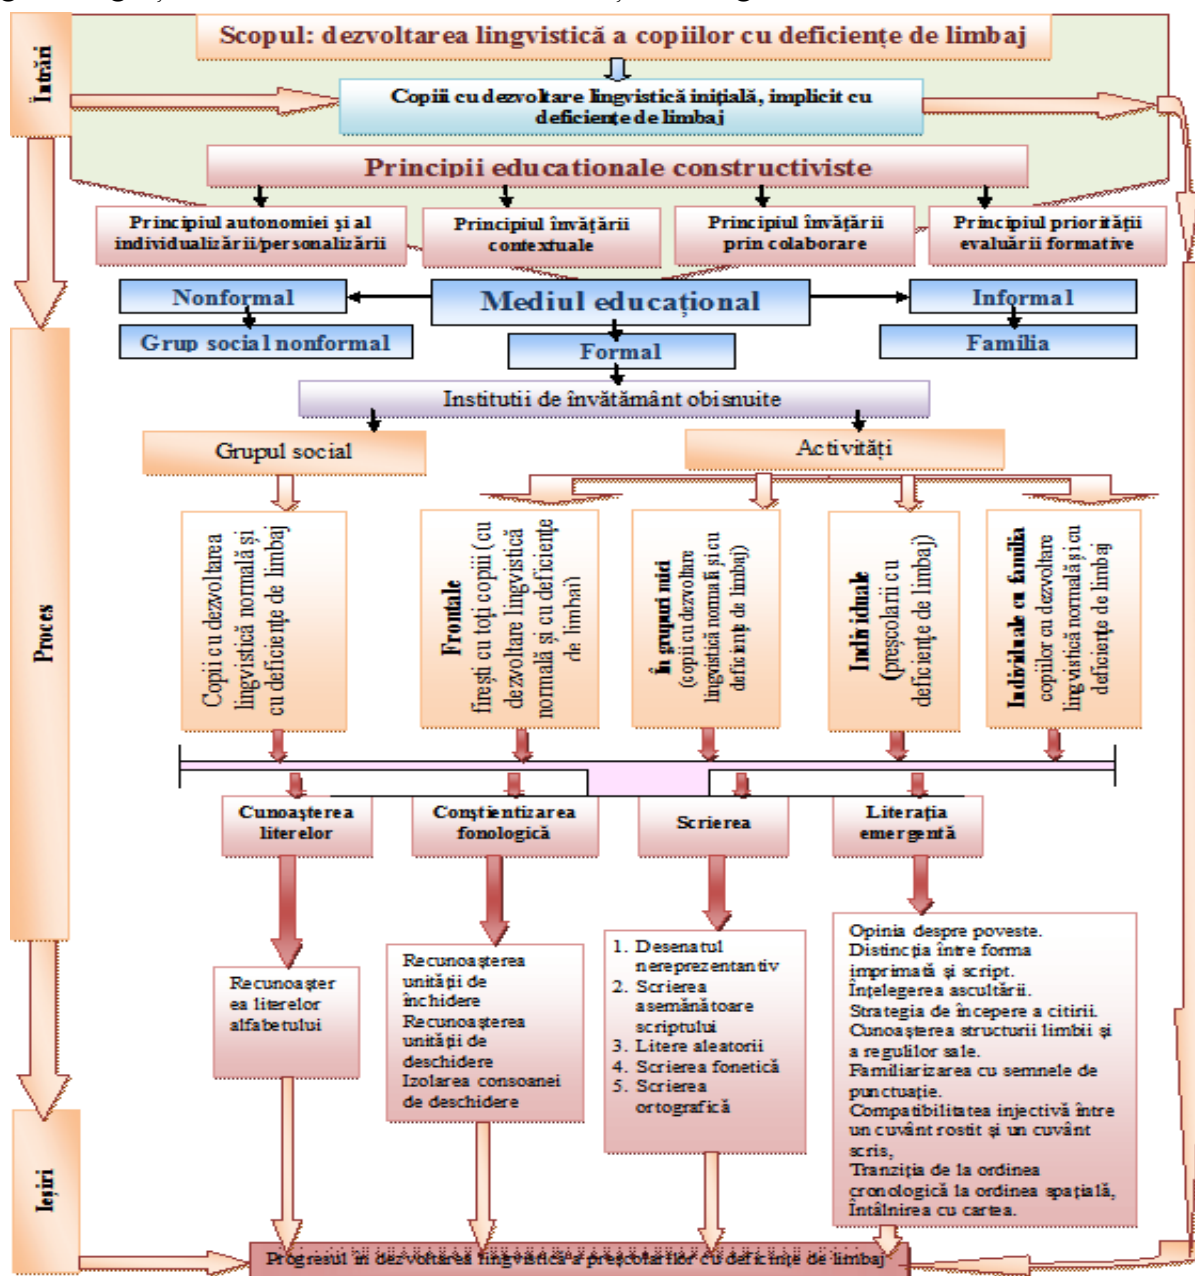 Scopul: dezvoltarea lingvistică a copiilor cu deficiențe de limbaj
Intrări
Copiii cu dezvoltare lingvistică inițială, implicit cu
deficiențe de limbaj
Principii educationale constructiviste
Principiul autonomiei și al
individualizării/personalizării
Principiul învățării
contextuale
Principiul învățării
prin colaborare
Principiul priorității
evaluării formative
Nonformal
Mediul educațional
Informal
Grup social nonformal
Formal
Familia
Institutii de învătământ obisnuite
Grupul social
Activități
Proces
Copii cu dezvoltarea
lingvistică normală și
cu deficiențe de limbaj
Frontale
firești cu toți copiii (cu
dezvoltare lingvistică
normală și cu deficiențe
de limbai)
În grupuri mici
(copii cu dezvoltare
lingvistică normală și cu
deficiențe de limbaj)
Individuale
(preșcolarii cu
deficiențe de limbaj)
Individuale cu familia
copiilor cu dezvoltare
lingvistică normală și cu
deficiențe de limbaj
Cunoașterea
literelor
Conștientizarea
fonologică
Scrierea
Literația
emergentă
Recunoașter
ea literelor
alfabetului
Recunoașterea
unității de
închidere
Recunoașterea
unității de
deschidere
Izolarea consoanei
de deschidere
1. Desenatul
nereprezentantiv
2. Scrierea
asemănătoare
scriptului
3. Litere aleatorii
4. Scrierea fonetică
5. Scrierea
ortografică
Opinia despre poveste.
Distincția între forma
imprimată și script.
Înțelegerea ascultării.
Strategia de începere a citirii.
Cunoașterea structurii limbii și
a regulilor sale.
Familiarizarea cu semnele de
punctuație.
Compatibilitatea injectivă între
un cuvânt rostit și un cuvânt
scris,
Tranziția de la ordinea
cronologică la ordinea spațială,
Întâlnirea cu cartea.
Ieșiri
Progresul în dezvoltarea lingvistică a preșcolarilor cu deficințe de limbaj